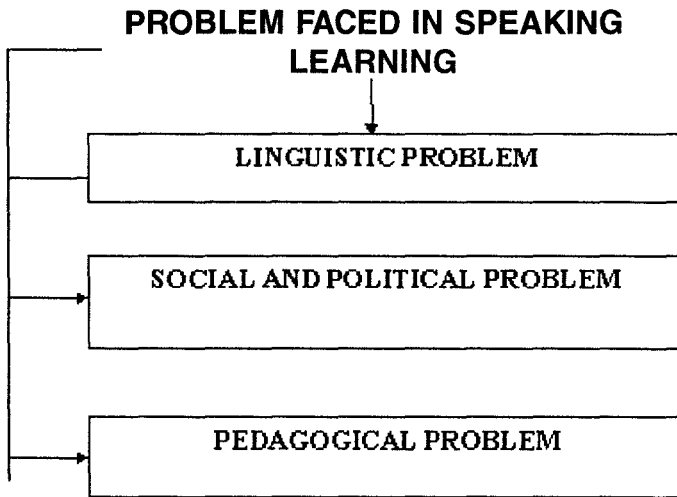 PROBLEM FACED IN SPEAKING
LEARNING
LINGUISTIC PROBLEM
SOCIAL AND POLITICAL PROBLEM
PEDAGOGICAL PROBLEM